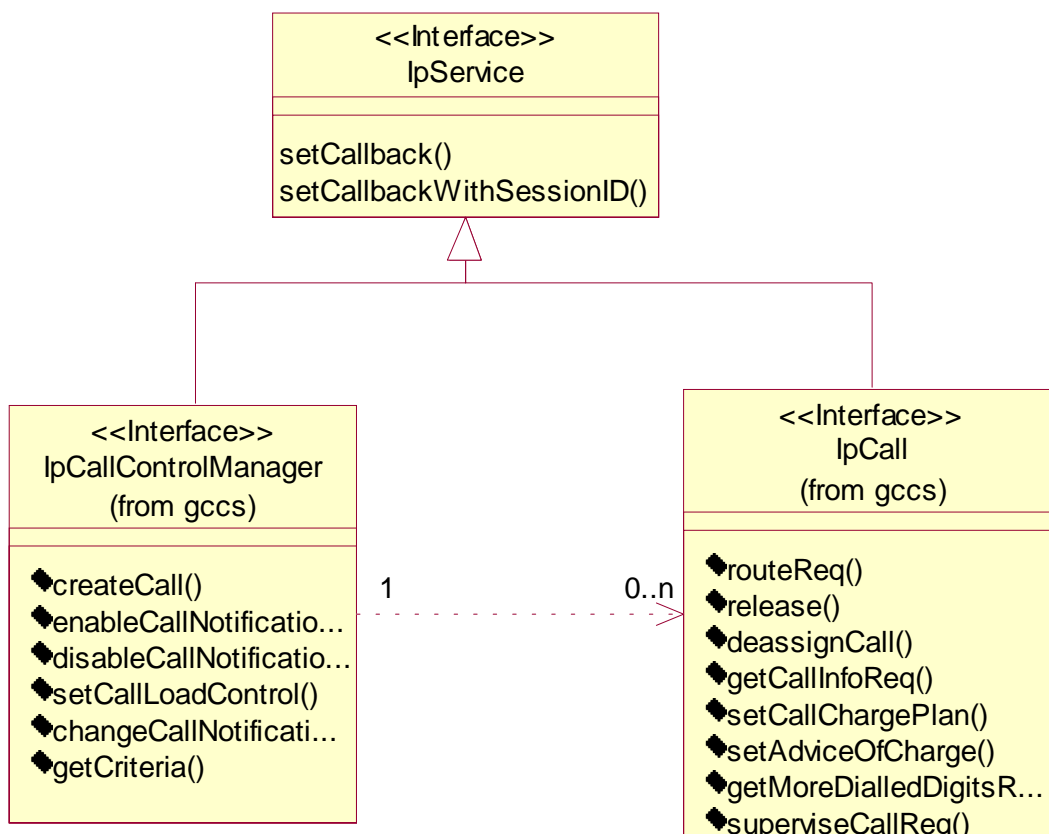 <<Interface>>
IpService
setCallback()
setCallbackWithSessionID()
<<Interface>>
IpCallControlManager
(from gccs)
createCall()
enableCallNotificatio...
disableCallNotificatio...
setCallLoadControl()
changeCallNotificati...
getCriteria()
1
0..n
<<Interface>>
IpCall
(from gccs)
routeReq()
release()
deassignCall()
getCallInfoReq()
setCallChargePlan()
setAdviceOfCharge()
getMoreDialledDigitsR...
superviseCallReq()